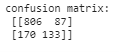 confusion matrix:
[[806  87]
[170 133]]